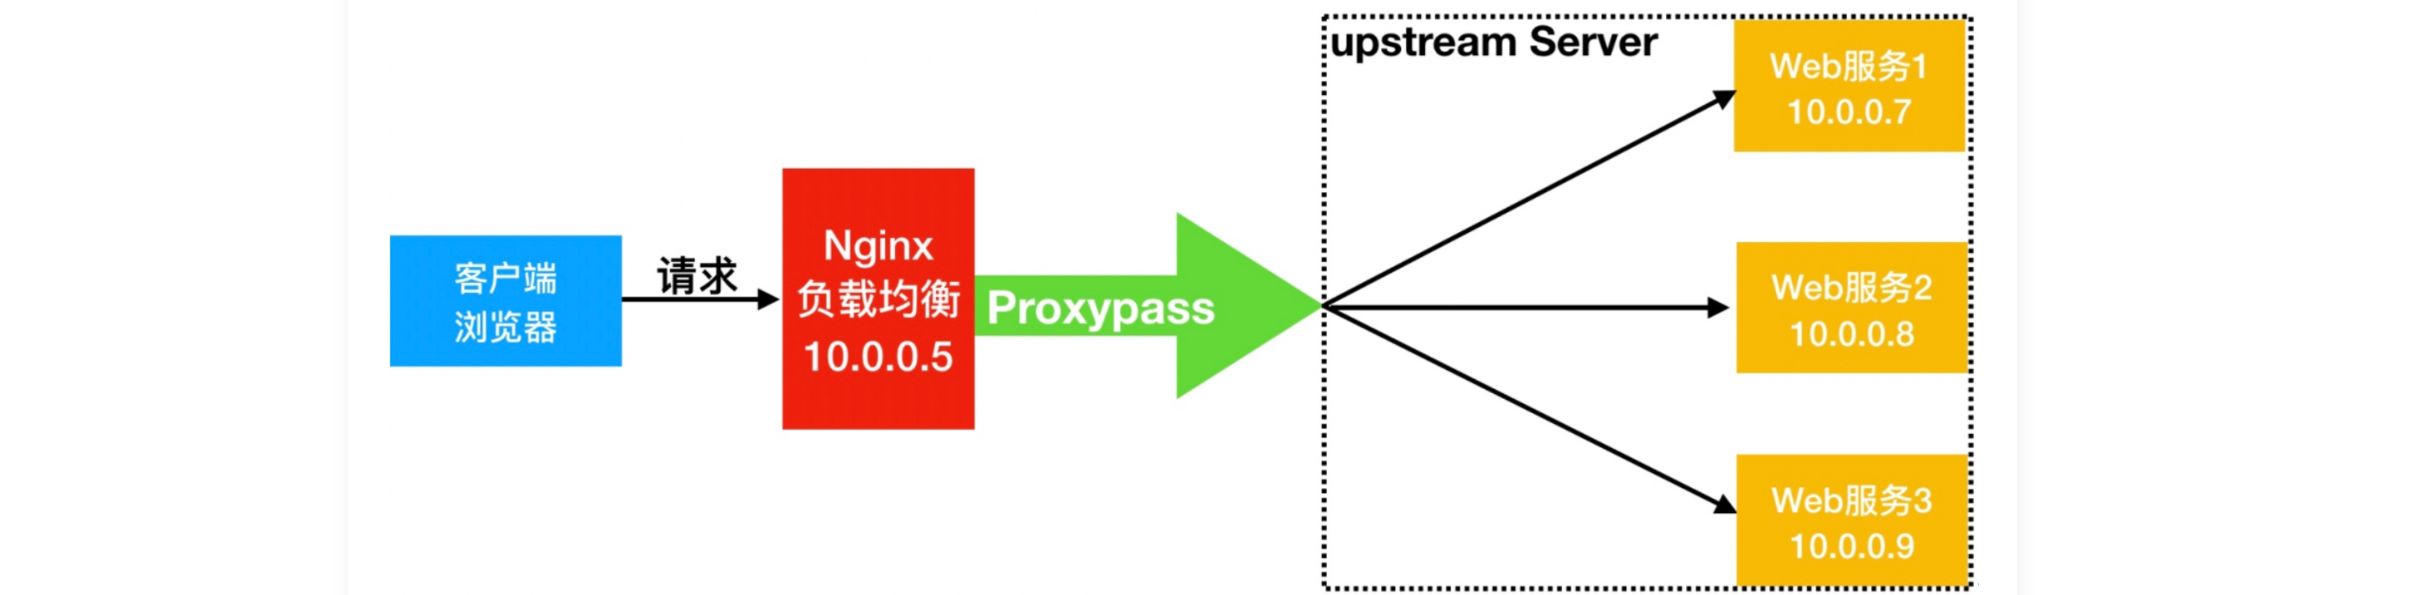 客户端
浏览器
请求
Nginx
负载均衡
10.0.0.5
Proxypass
upstream Server
Web服务1
10.0.0.7
Web服务2
10.0.0.8
Web服务3
10.0.0.9